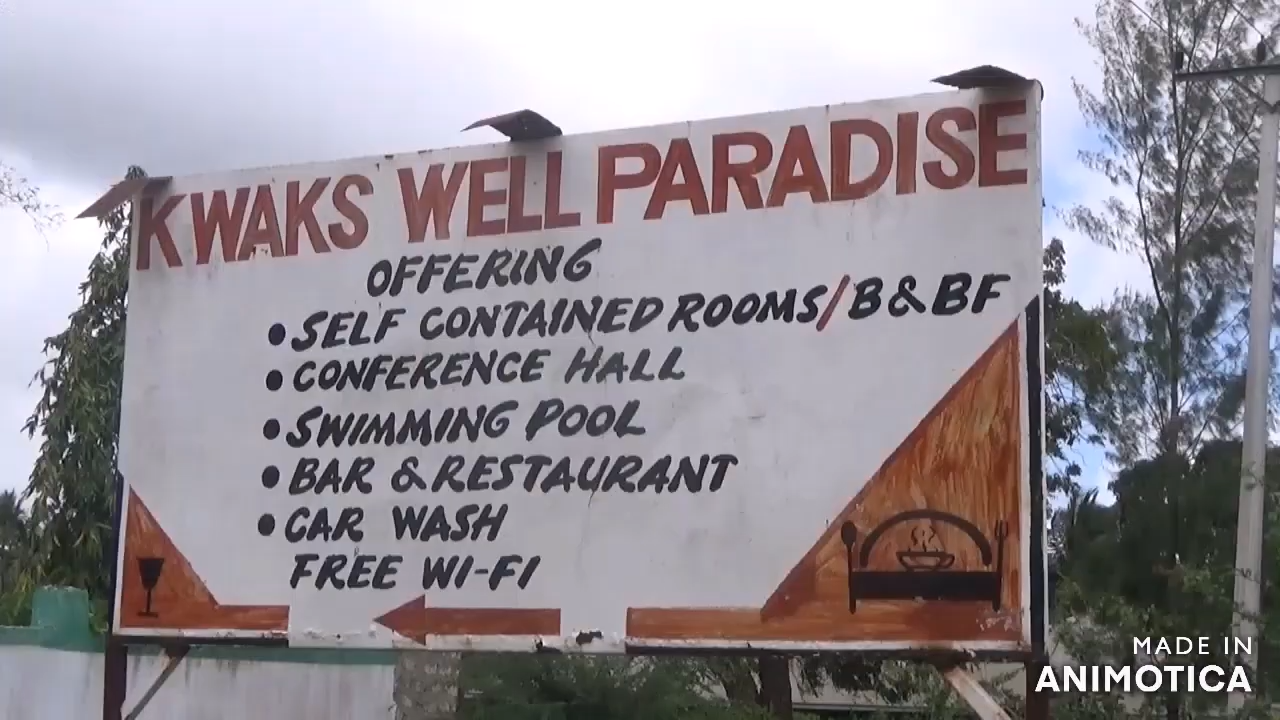 KWAKS WELL PARADISE
OFFERING
• SELF CONTAINED ROOMS/B&BF
• CONFERENCE HALL
• SWIMMING POOL
• BAR & RESTAURANT
• CAR WASH
FREE WI-FI
MADE IN
ANIMOTICA